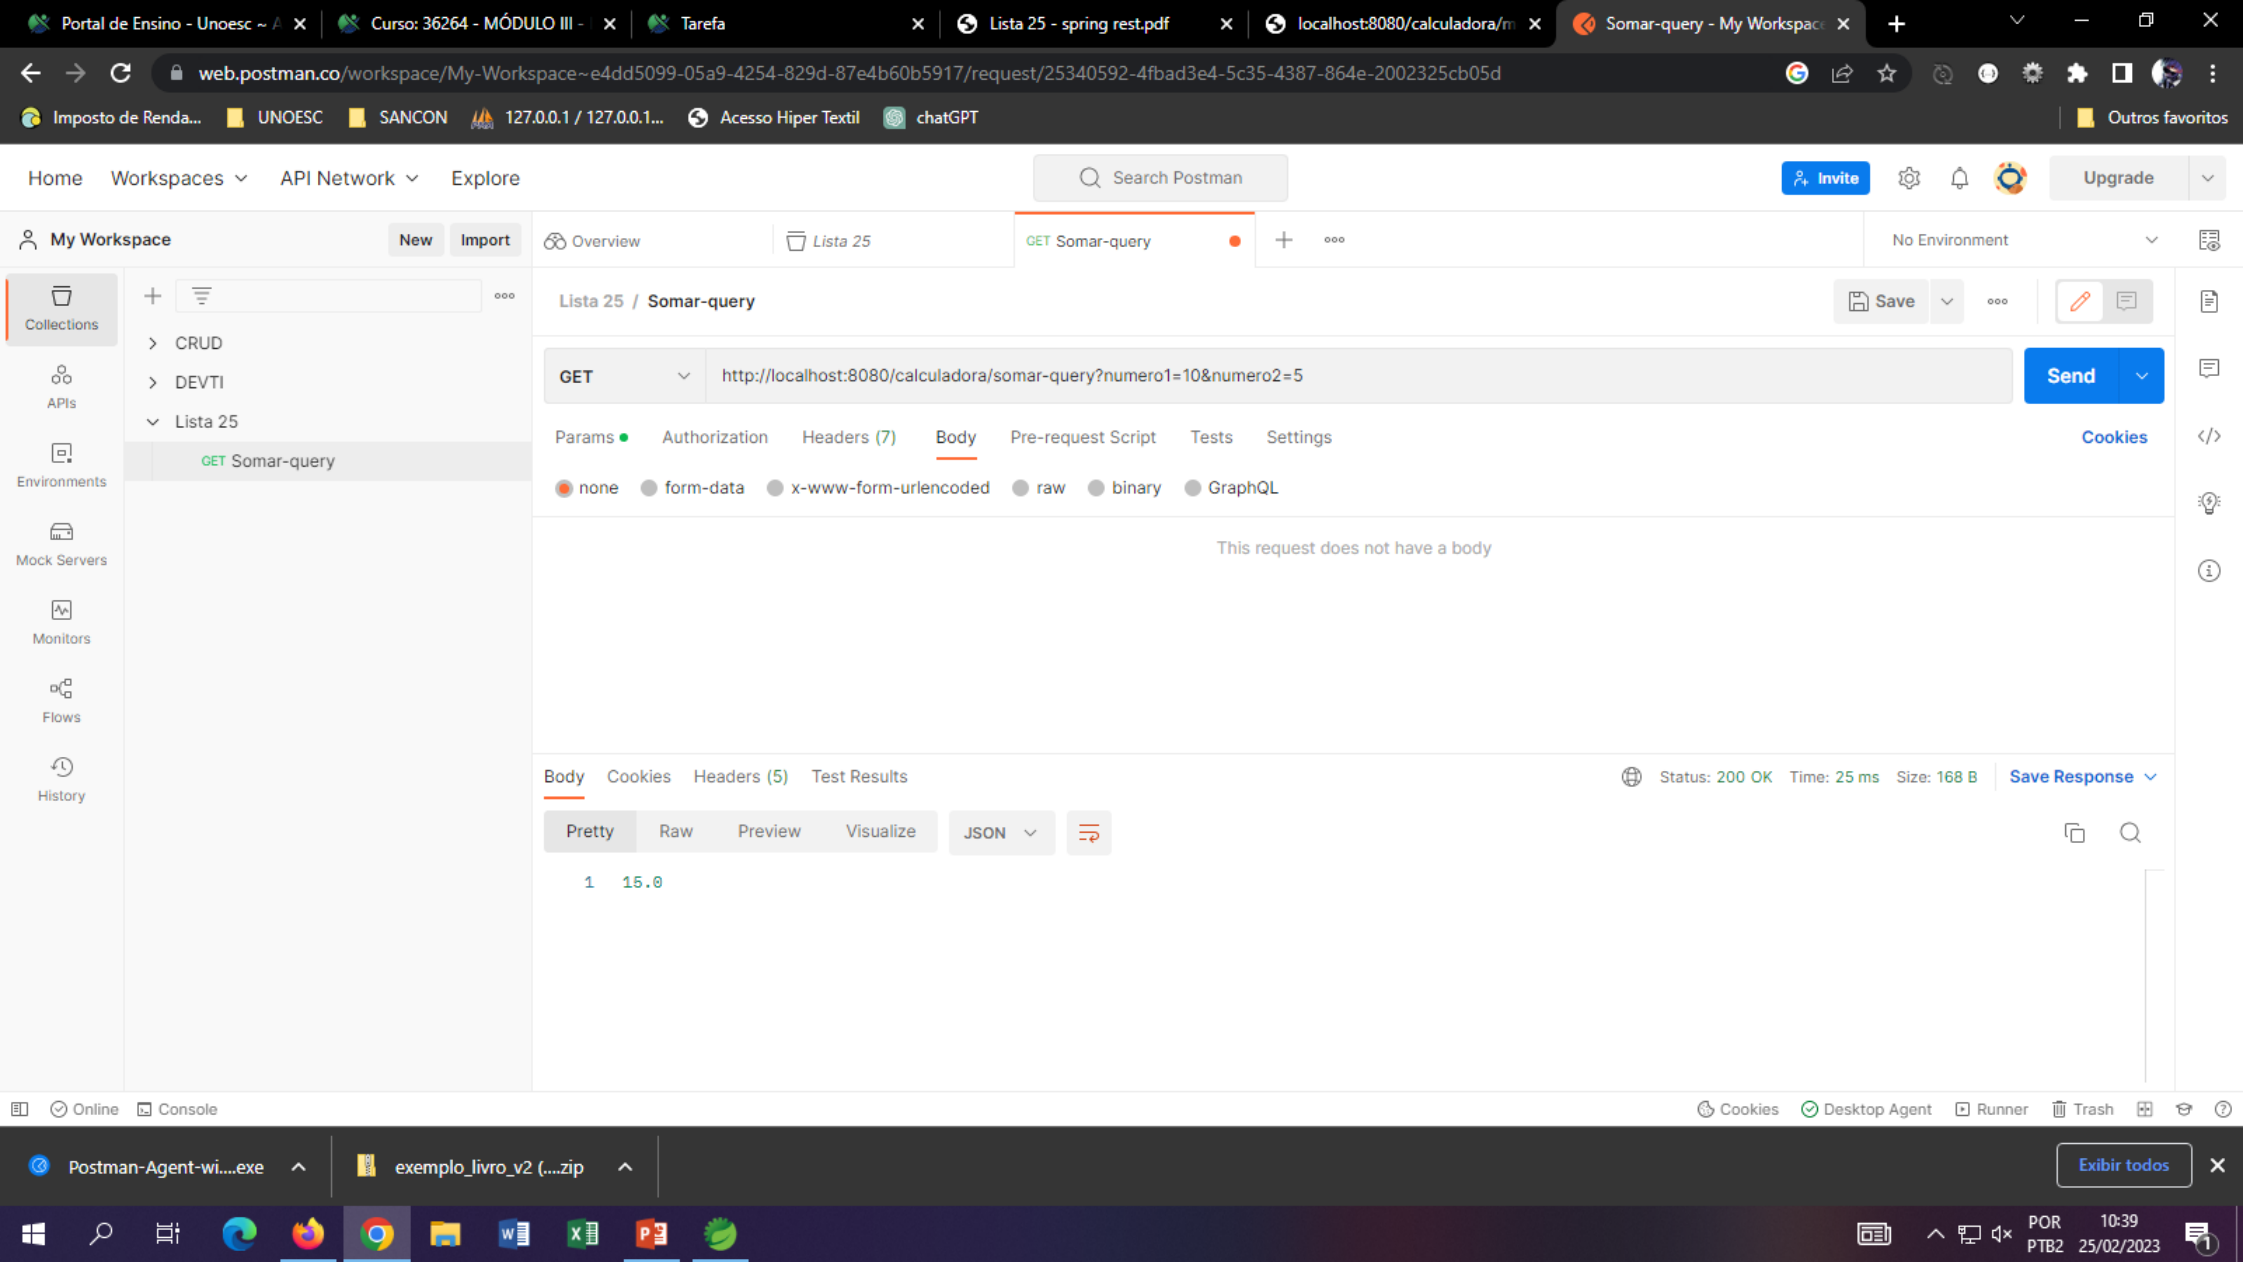 Portal de Ensino - Unoesc ~ A
Curso: 36264 - MÓDULO III -
Tarefa
Lista 25 - spring rest.pdf
localhost:8080/calculadora/m
Somar-query - My Workspace
web.postman.co/workspace/My-Workspace~e4dd5099-05a9-4254-829d-87e4b60b5917/request/25340592-4fbad3e4-5c35-4387-864e-2002325cb05d
Imposto de Renda...
UNOESC
SANCON
127.0.0.1 / 127.0.0.1...
Acesso Hiper Textil
chatGPT
Outros favoritos
Home
Workspaces
API Network
Explore
Search Postman
Invite
Upgrade
My Workspace
New
Import
Overview
Lista 25
GET Somar-query
No Environment
Collections
APIs
Environments
Mock Servers
Monitors
Flows
History
CRUD
DEVTI
Lista 25
GET Somar-query
Lista 25 / Somar-query
Save
GET
http://localhost:8080/calculadora/somar-query?numero1=10&numero2=5
Send
Params
Authorization
Headers (7)
Body
Pre-request Script
Tests
Settings
Cookies
none
form-data
x-www-form-urlencoded
raw
binary
GraphQL
This request does not have a body
Body
Cookies
Headers (5)
Test Results
Status: 200 OK
Time: 25 ms
Size: 168 B
Save Response
Pretty
Raw
Preview
Visualize
JSON
1 15.0
Online
Console
Cookies
Desktop Agent
Runner
Trash
Postman-Agent-wi....exe
exemplo_livro_v2 (....zip
Exibir todos
POR
PTB2
10:39
25/02/2023
1